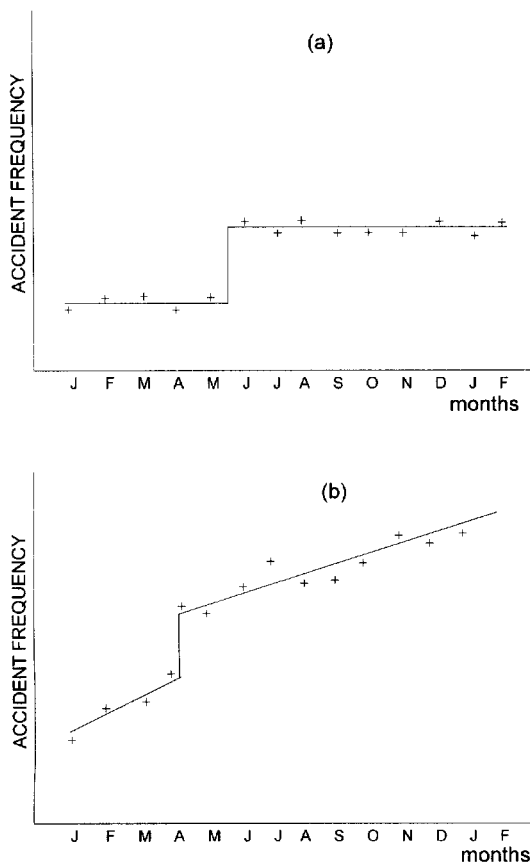 (a)
ACCIDENT FREQUENCY
J F M A M J J A S O N D J F
months
(b)
ACCIDENT FREQUENCY
J F M A M J J A S O N D J F
months